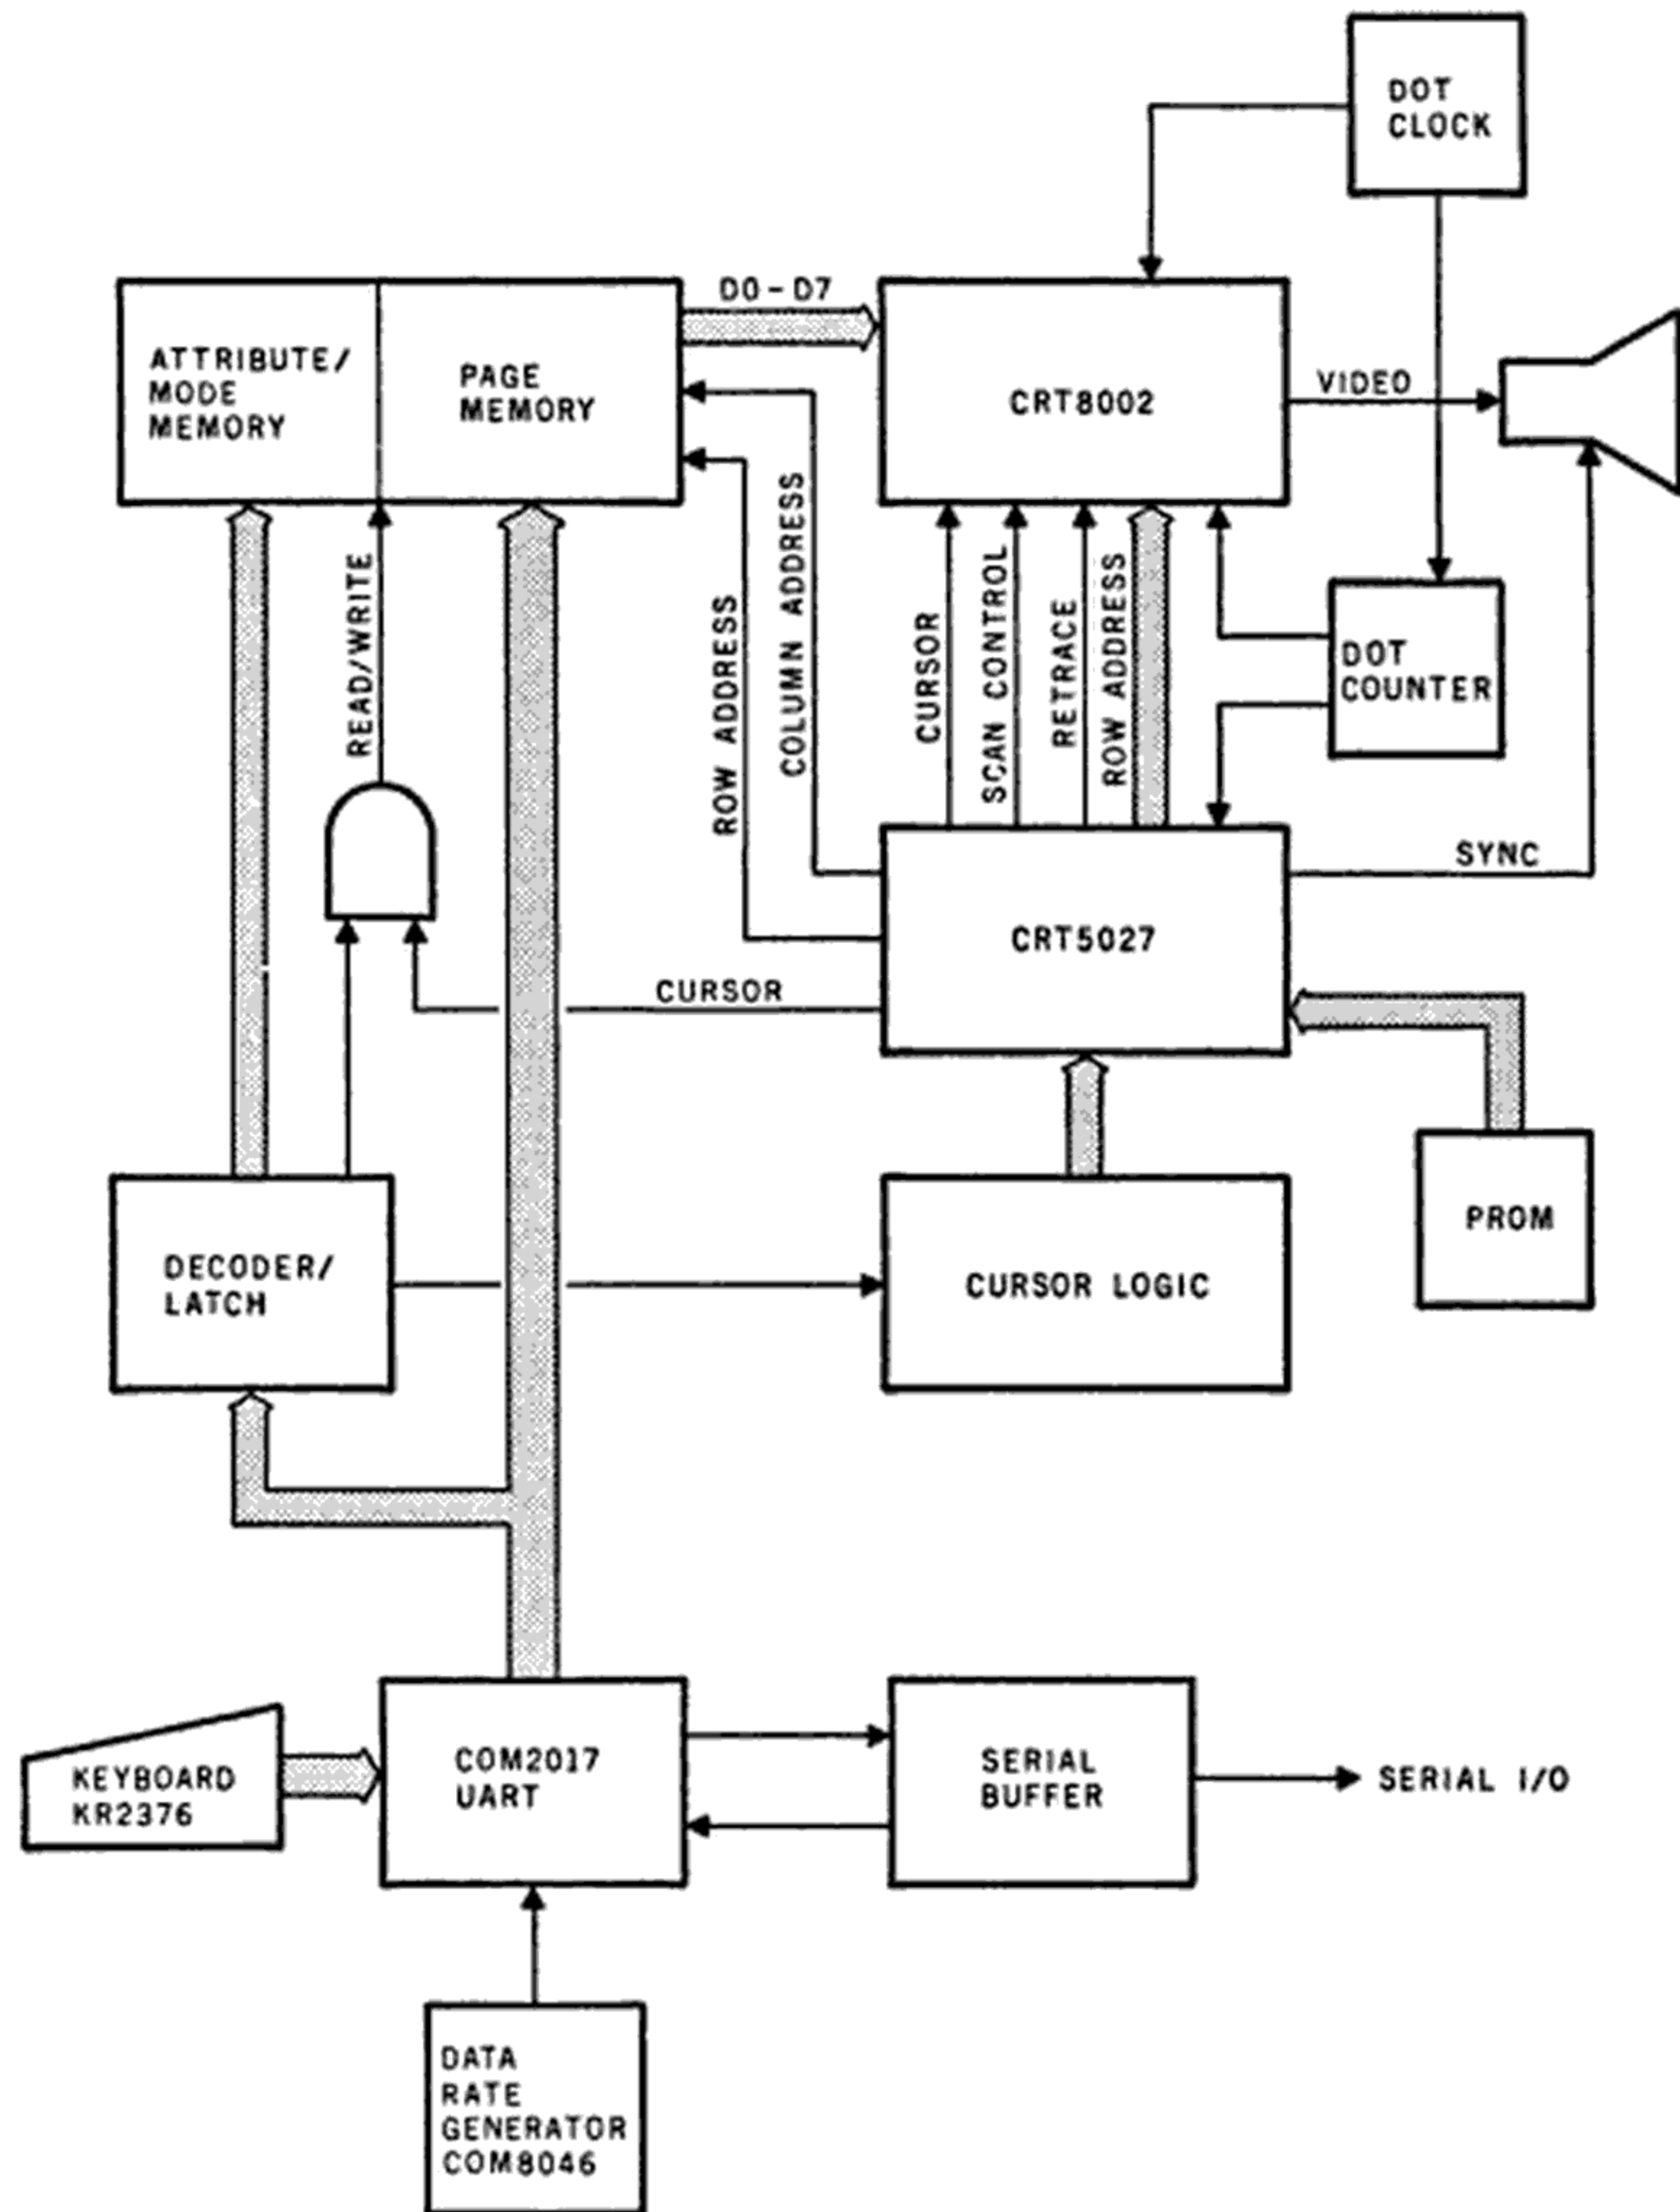 DOT
CLOCK
D0-D7
ATTRIBUTE/
MODE
MEMORY
PAGE
MEMORY
CRT8002
VIDEO
READ/WRITE
ROW ADDRESS
COLUMN ADDRESS
CURSOR
SCAN CONTROL
RETRACE
ROW ADDRESS
DOT
COUNTER
SYNC
CRT5027
CURSOR
PROM
DECODER/
LATCH
CURSOR LOGIC
KEYBOARD
KR2376
COM2017
UART
SERIAL
BUFFER
SERIAL I/O
DATA
RATE
GENERATOR
COM8046